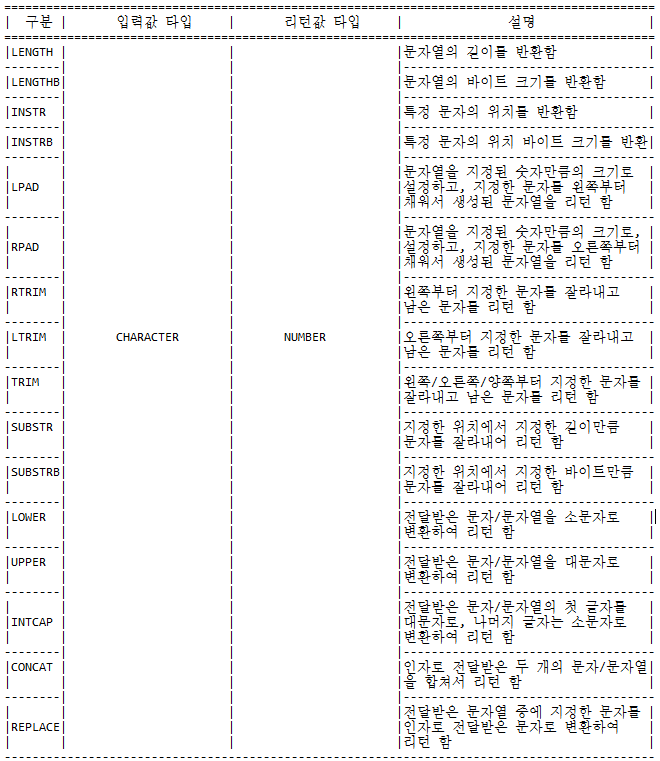 구분 입력값 타입 리턴값 타입 설명
LENGTH 문자열의 길이를 반환함
LENGTHB 문자열의 바이트 크기를 반환함
INSTR 특정 문자의 위치를 반환함
INSTRB 특정 문자의 위치 바이트 크기를 반환
문자열을 지정된 숫자만큼의 크기로
LPAD 설정하고, 지정한 문자를 왼쪽부터
채워서 생성된 문자열을 리턴 함
문자열을 지정된 숫자만큼의 크기로,
RPAD 설정하고, 지정한 문자를 오른쪽부터
채워서 생성된 문자열을 리턴 함
RTRIM 왼쪽부터 지정한 문자를 잘라내고
남은 문자를 리턴 함
LTRIM CHARACTER NUMBER 오른쪽부터 지정한 문자를 잘라내고
남은 문자를 리턴 함
TRIM 왼쪽/오른쪽/양쪽부터 지정한 문자를
잘라내고 남은 문자를 리턴 함
SUBSTR 지정한 위치에서 지정한 길이만큼
문자를 잘라내어 리턴 함
SUBSTRB 지정한 위치에서 지정한 바이트만큼
문자를 잘라내어 리턴 함
LOWER 전달받은 문자/문자열을 소문자로
변환하여 리턴 함
UPPER 전달받은 문자/문자열을 대문자로
변환하여 리턴 함
전달받은 문자/문자열의 첫 글자를
INTCAP 대문자로, 나머지 글자는 소문자로
변환하여 리턴 함
CONCAT 인자로 전달받은 두 개의 문자/문자열
을 합쳐서 리턴 함
전달받은 문자열 중에 지정한 문자를
REPLACE 인자로 전달받은 문자로 변환하여
리턴 함